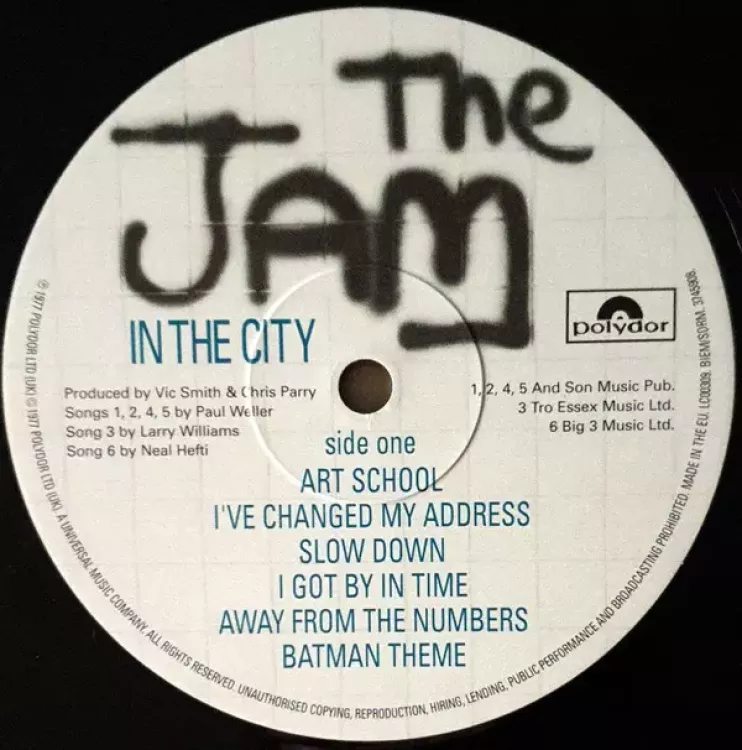 The
JAM
IN THE CITY
polydor
Produced by Vic Smith & Chris Parry
Songs 1, 2, 4, 5 by Paul Weller
Song 3 by Larry Williams
Song 6 by Neal Hefti
1, 2, 4, 5 And Son Music Pub.
3 Tro Essex Music Ltd.
6 Big 3 Music Ltd.
side one
ART SCHOOL
I'VE CHANGED MY ADDRESS
SLOW DOWN
I GOT BY IN TIME
AWAY FROM THE NUMBERS
BATMAN THEME
℗ 1977 POLYDOR LTD (UK) © 1977 POLYDOR LTD (UK). A UNIVERSAL MUSIC COMPANY. ALL RIGHTS RESERVED. UNAUTHORISED COPYING, REPRODUCTION, HIRING, LENDING, PUBLIC PERFORMANCE AND BROADCASTING PROHIBITED. MADE IN THE EU. LC00309. BIEM/SDRM. 3745908.